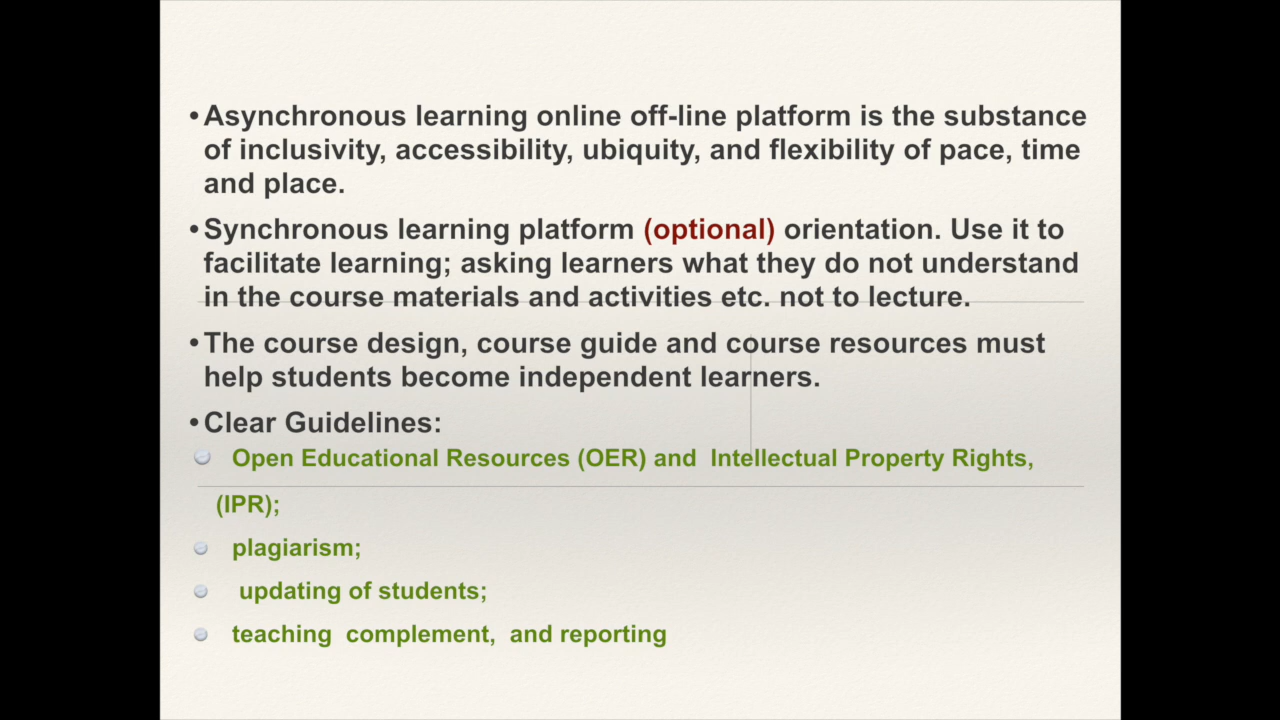 •Asynchronous learning online off-line platform is the substance
of inclusivity, accessibility, ubiquity, and flexibility of pace, time
and place.
•Synchronous learning platform (optional) orientation. Use it to
facilitate learning; asking learners what they do not understand
in the course materials and activities etc. not to lecture.
•The course design, course guide and course resources must
help students become independent learners.
•Clear Guidelines:
Open Educational Resources (OER) and Intellectual Property Rights,
(IPR);
plagiarism;
updating of students;
teaching complement, and reporting